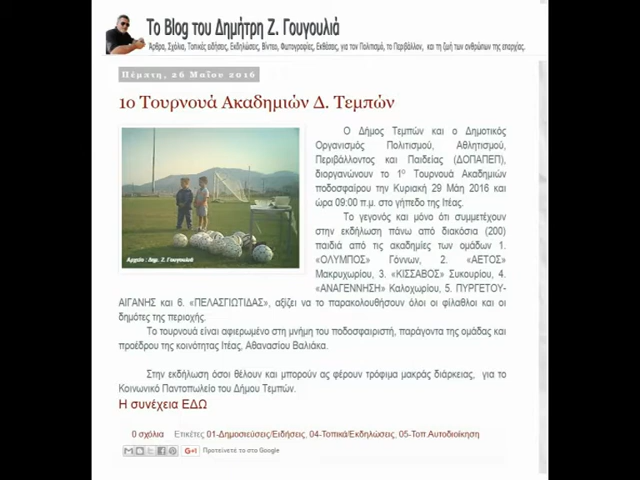 Το Blog του Δημήτρη Ζ. Γουγουλιά
Άρθρα, Σχόλια, Τοπικές ειδήσεις, Εκδηλώσεις, Βίντεο, Φωτογραφίες, Εκθέσεις, για τον Πολιτισμό, το Περιβάλλον, και τη ζωή των ανθρώπων της επαρχίας.
Πέμπτη, 26 Μαΐου 2016
1ο Τουρνουά Ακαδημιών Δ. Τεμπών
Ο Δήμος Τεμπών και ο Δημοτικός
Οργανισμός Πολιτισμού, Αθλητισμού,
Περιβάλλοντος και Παιδείας (ΔΟΠΑΠΕΠ),
διοργανώνουν το 1ο Τουρνουά Ακαδημιών
ποδοσφαίρου την Κυριακή 29 Μάη 2016 και
ώρα 09:00 π.μ. στο γήπεδο της Ιτέας.
Το γεγονός και μόνο ότι συμμετέχουν
στην εκδήλωση πάνω από διακόσια (200)
παιδιά από τις ακαδημίες των ομάδων 1.
«ΟΛΥΜΠΟΣ» Γόννων, 2. «ΑΕΤΟΣ»
Μακρυχωρίου, 3. «ΚΙΣΣΑΒΟΣ» Συκουρίου, 4.
«ΑΝΑΓΕΝΝΗΣΗ» Καλοχωρίου, 5. ΠΥΡΓΕΤΟΥ-
ΑΙΓΑΝΗΣ και 6. «ΠΕΛΑΣΓΙΩΤΙΔΑΣ», αξίζει να το παρακολουθήσουν όλοι οι φίλαθλοι και οι
δημότες της περιοχής.
Το τουρνουά είναι αφιερωμένο στη μνήμη του ποδοσφαιριστή, παράγοντα της ομάδας και
προέδρου της κοινότητας Ιτέας, Αθανασίου Βαλιάκα.
Στην εκδήλωση όσοι θέλουν και μπορούν ας φέρουν τρόφιμα μακράς διάρκειας, για το
Κοινωνικό Παντοπωλείο του Δήμου Τεμπών.
Η συνέχεια ΕΔΩ
0 σχόλια Ετικέτες 01-Δημοσιεύσεις/Ειδήσεις, 04-Τοπικά/Εκδηλώσεις, 05-Τοπ.Αυτοδιοίκηση
G+1 Προτείνετε το στο Google
Αρχείο : Δημ. Ζ. Γουγουλιά